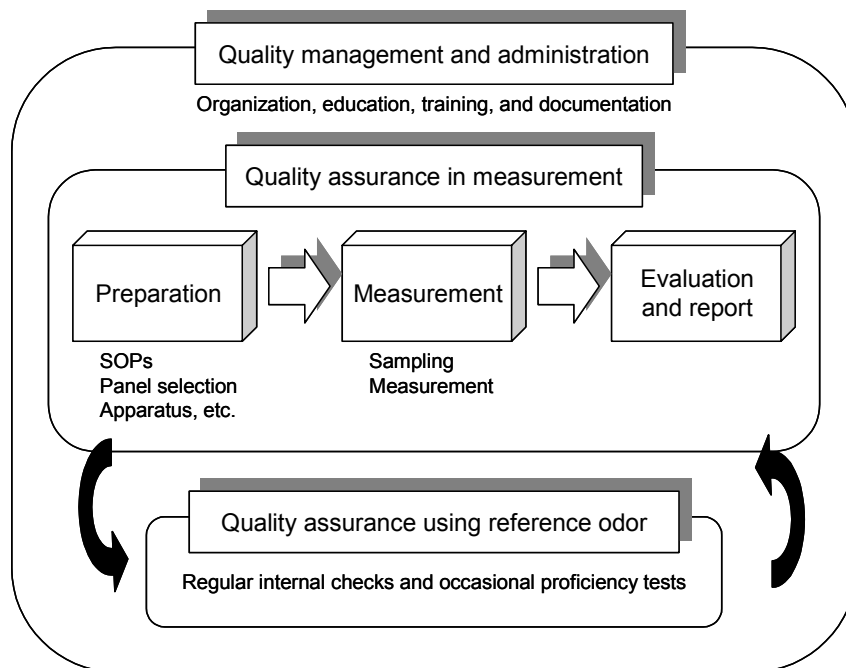 Quality management and administration
Organization, education, training, and documentation
Quality assurance in measurement
Preparation
SOPs
Panel selection
Apparatus, etc.
Measurement
Sampling
Measurement
Evaluation
and report
Quality assurance using reference odor
Regular internal checks and occasional proficiency tests